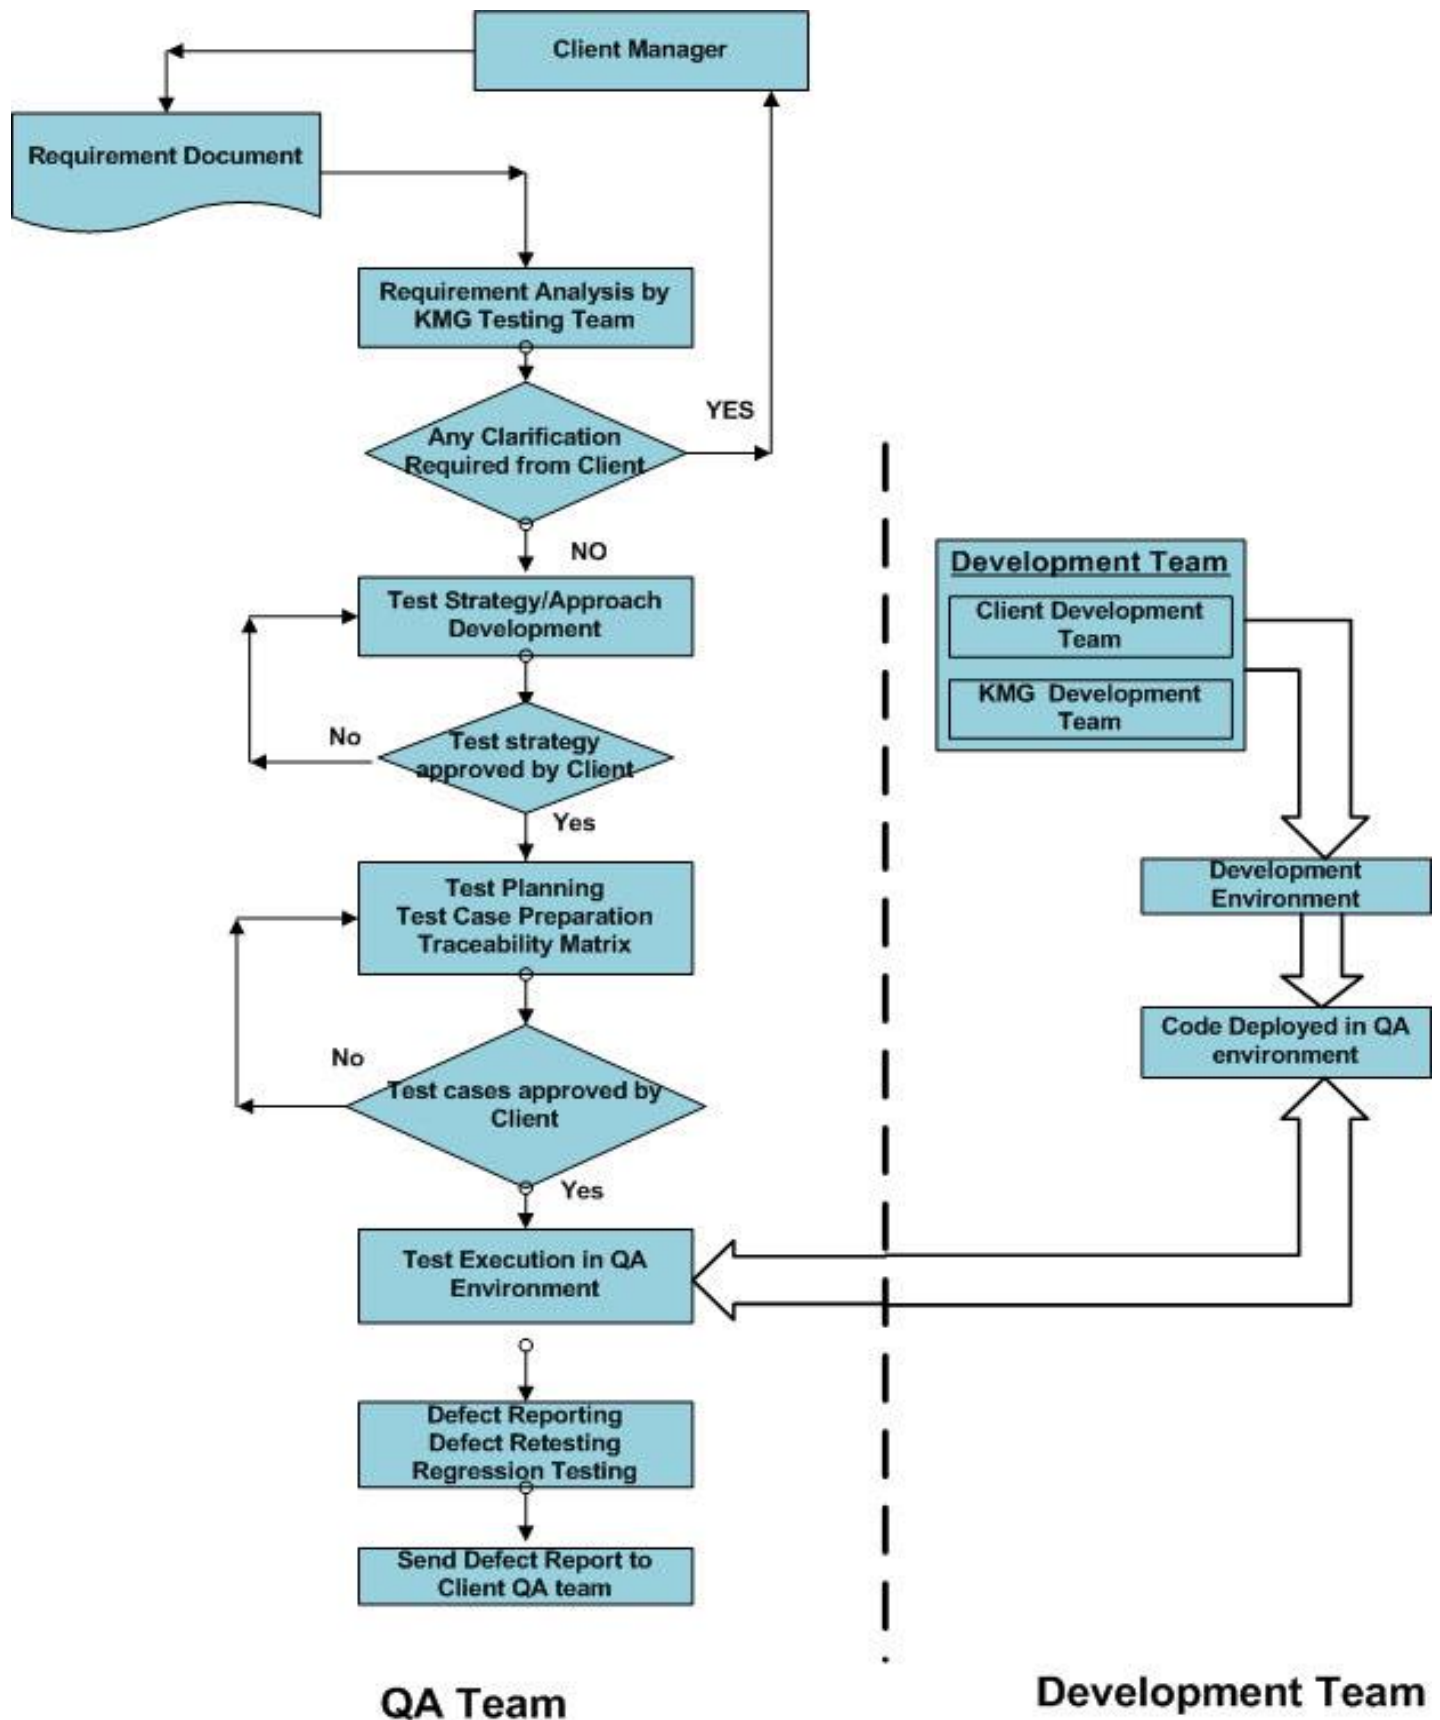 Client Manager
Requirement Document
Requirement Analysis by
KMG Testing Team
YES
Any Clarification
Required from Client
NO
Test Strategy/Approach
Development
No
Test strategy
approved by Client
Yes
Test Planning
Test Case Preparation
Traceability Matrix
No
Test cases approved by
Client
Yes
Test Execution in QA
Environment
Defect Reporting
Defect Retesting
Regression Testing
Send Defect Report to
Client QA team
QA Team
Development Team
Client Development
Team
KMG Development
Team
Development
Environment
Code Deployed in QA
environment
Development Team